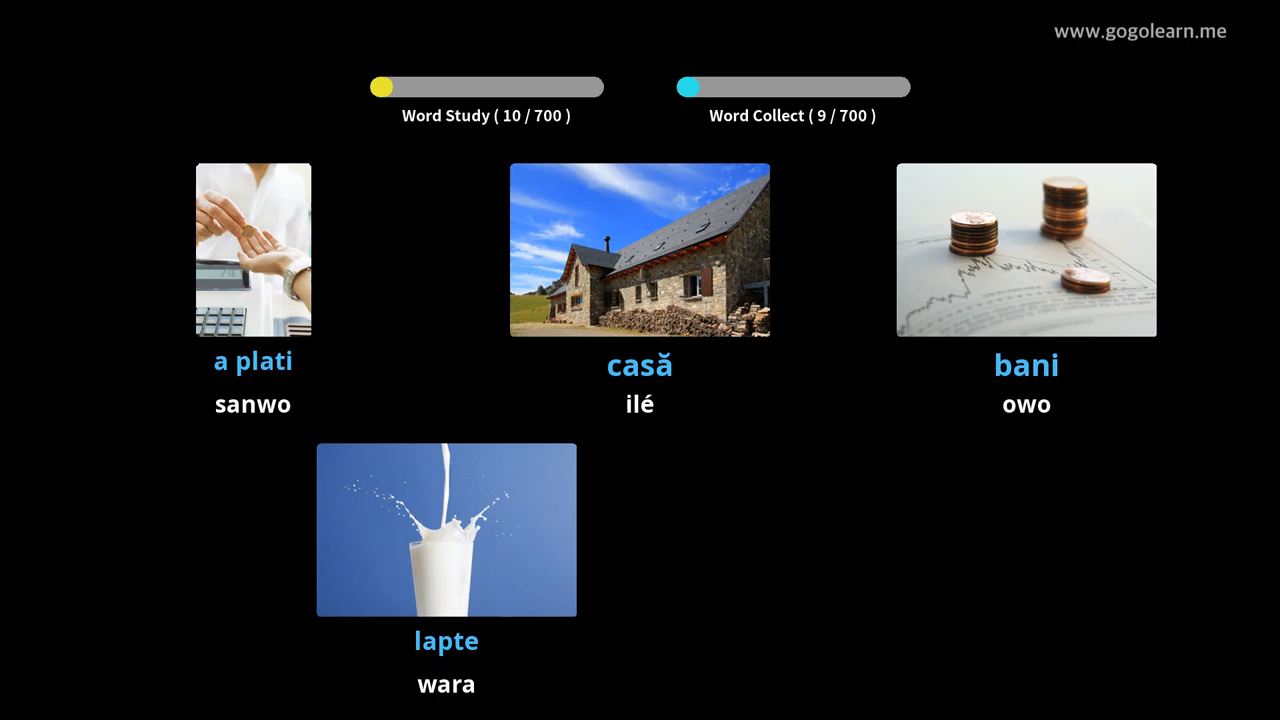 www.gogolearn.me
Word Study ( 10 / 700 )
Word Collect ( 9 / 700 )
a plati
casă
bani
sanwo
ilé
owo
lapte
wara